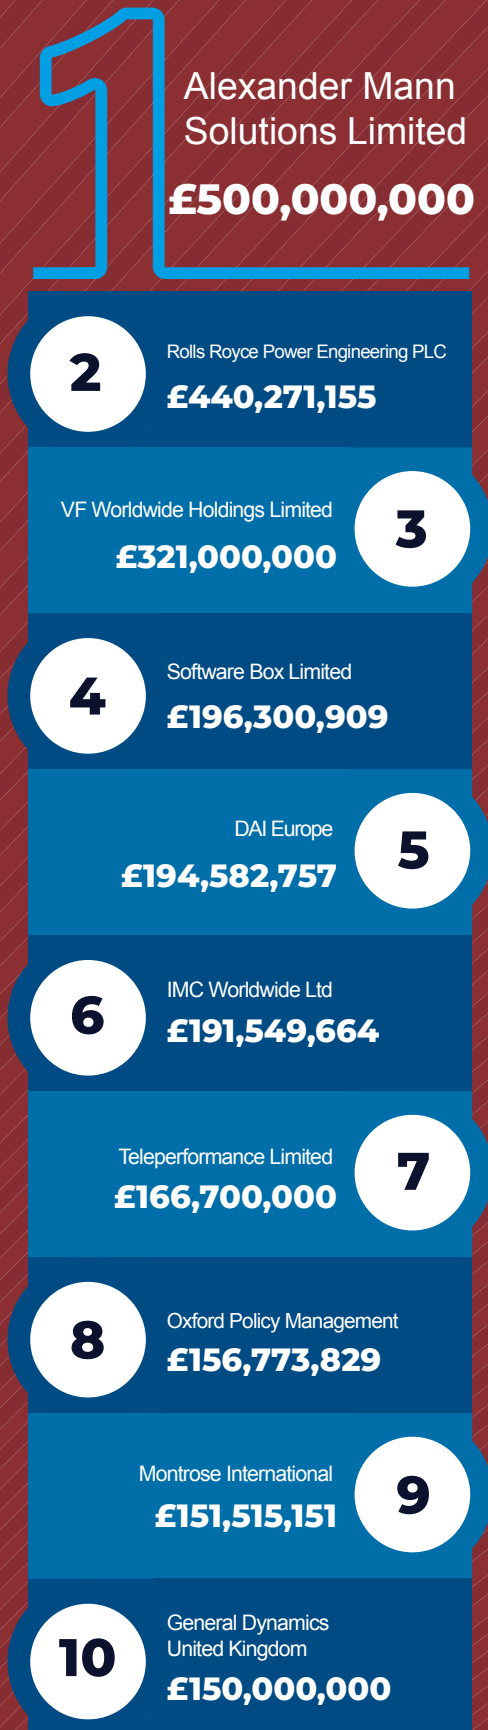 1
Alexander Mann
Solutions Limited
£500,000,000
2
Rolls Royce Power Engineering PLC
£440,271,155
VF Worldwide Holdings Limited
£321,000,000
3
4
Software Box Limited
£196,300,909
DAI Europe
£194,582,757
5
6
IMC Worldwide Ltd
£191,549,664
Teleperformance Limited
£166,700,000
7
8
Oxford Policy Management
£156,773,829
Montrose International
£151,515,151
9
10
General Dynamics
United Kingdom
£150,000,000